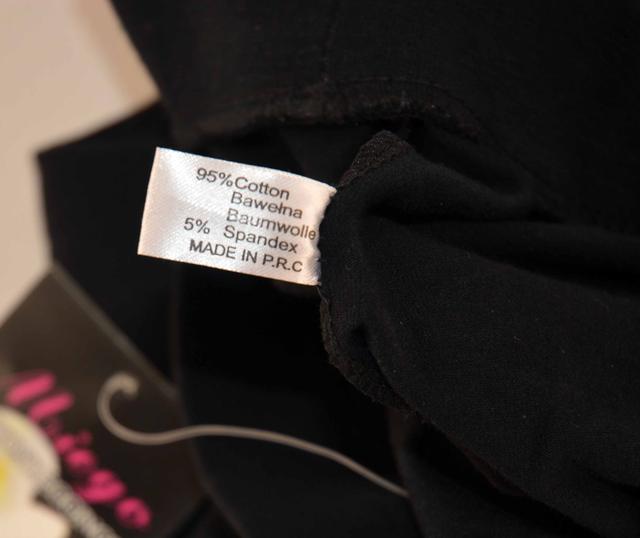 95%Cotton
Bawełna
Baumwolle
5% Spandex
MADE IN P.R.C